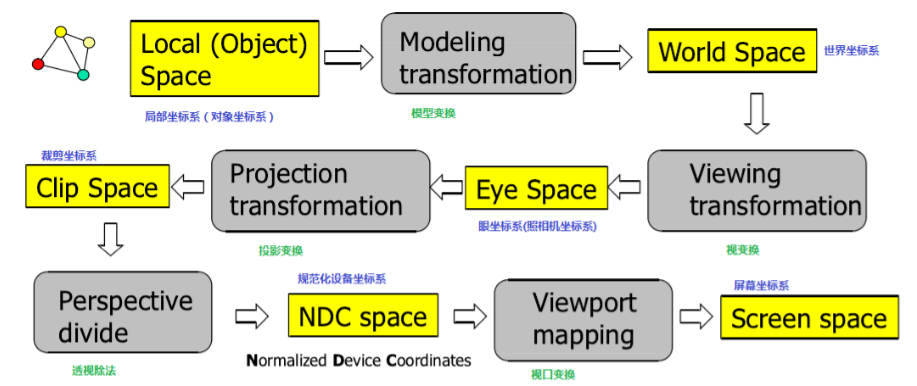 Local (Object)
Space
局部坐标系（对象坐标系）
Modeling
transformation
模型变换
World Space
世界坐标系
Viewing
transformation
视变换
Eye Space
眼坐标系(照相机坐标系)
Projection
transformation
投影变换
裁剪坐标系
Clip Space
Perspective
divide
透视除法
规范化设备坐标系
NDC space
Normalized Device Coordinates
Viewport
mapping
视口变换
屏幕坐标系
Screen space